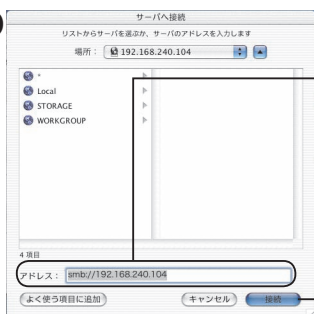 サーバへ接続
リストからサーバを選ぶか、サーバのアドレスを入力します
場所： 192.168.240.104
*
Local
STORAGE
WORKGROUP
4 項目
アドレス： smb://192.168.240.104
よく使う項目に追加 キャンセル 接続